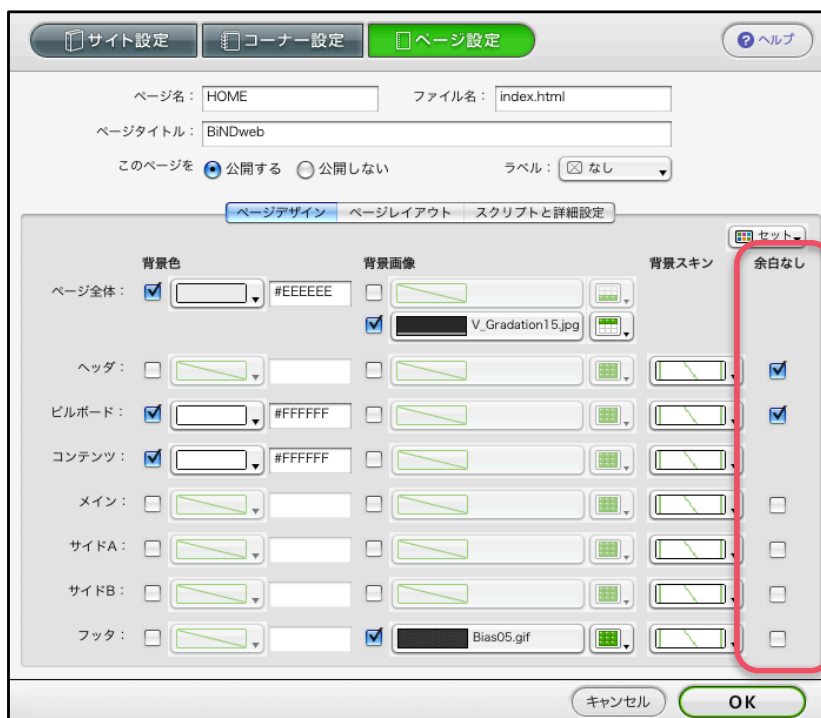 サイト設定 コーナー設定 ページ設定 ヘルプ
ページ名： HOME ファイル名： index.html
ページタイトル： BiNDweb
このページを 公開する 公開しない ラベル： なし
ページデザイン ページレイアウト スクリプトと詳細設定
セット
背景色 背景画像 背景スキン 余白なし
ページ全体： #EEEEEE
V_Gradation15.jpg
ヘッダ：
ビルボード： #FFFFFF
コンテンツ： #FFFFFF
メイン：
サイドA：
サイドB：
フッタ： Bias05.gif
キャンセル OK